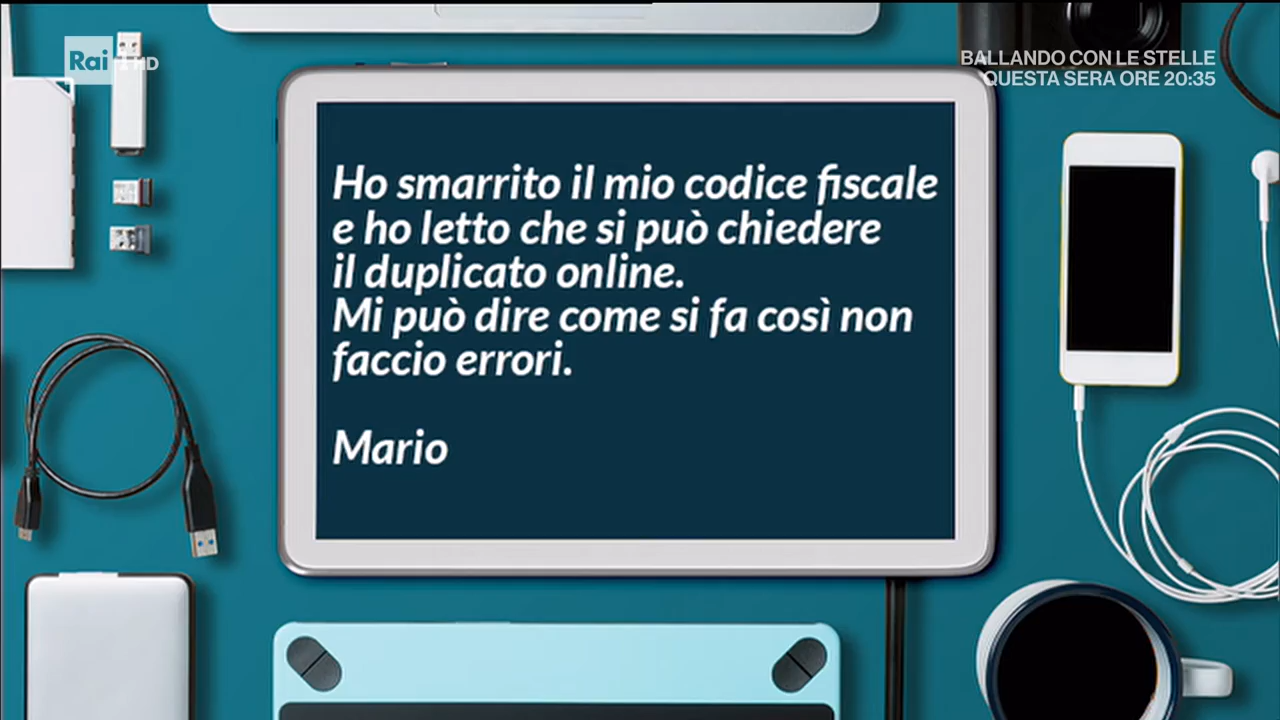 Rai 1 HD
BALLANDO CON LE STELLE
QUESTA SERA ORE 20:35
Ho smarrito il mio codice fiscale
e ho letto che si può chiedere
il duplicato online.
Mi può dire come si fa così non
faccio errori.
Mario